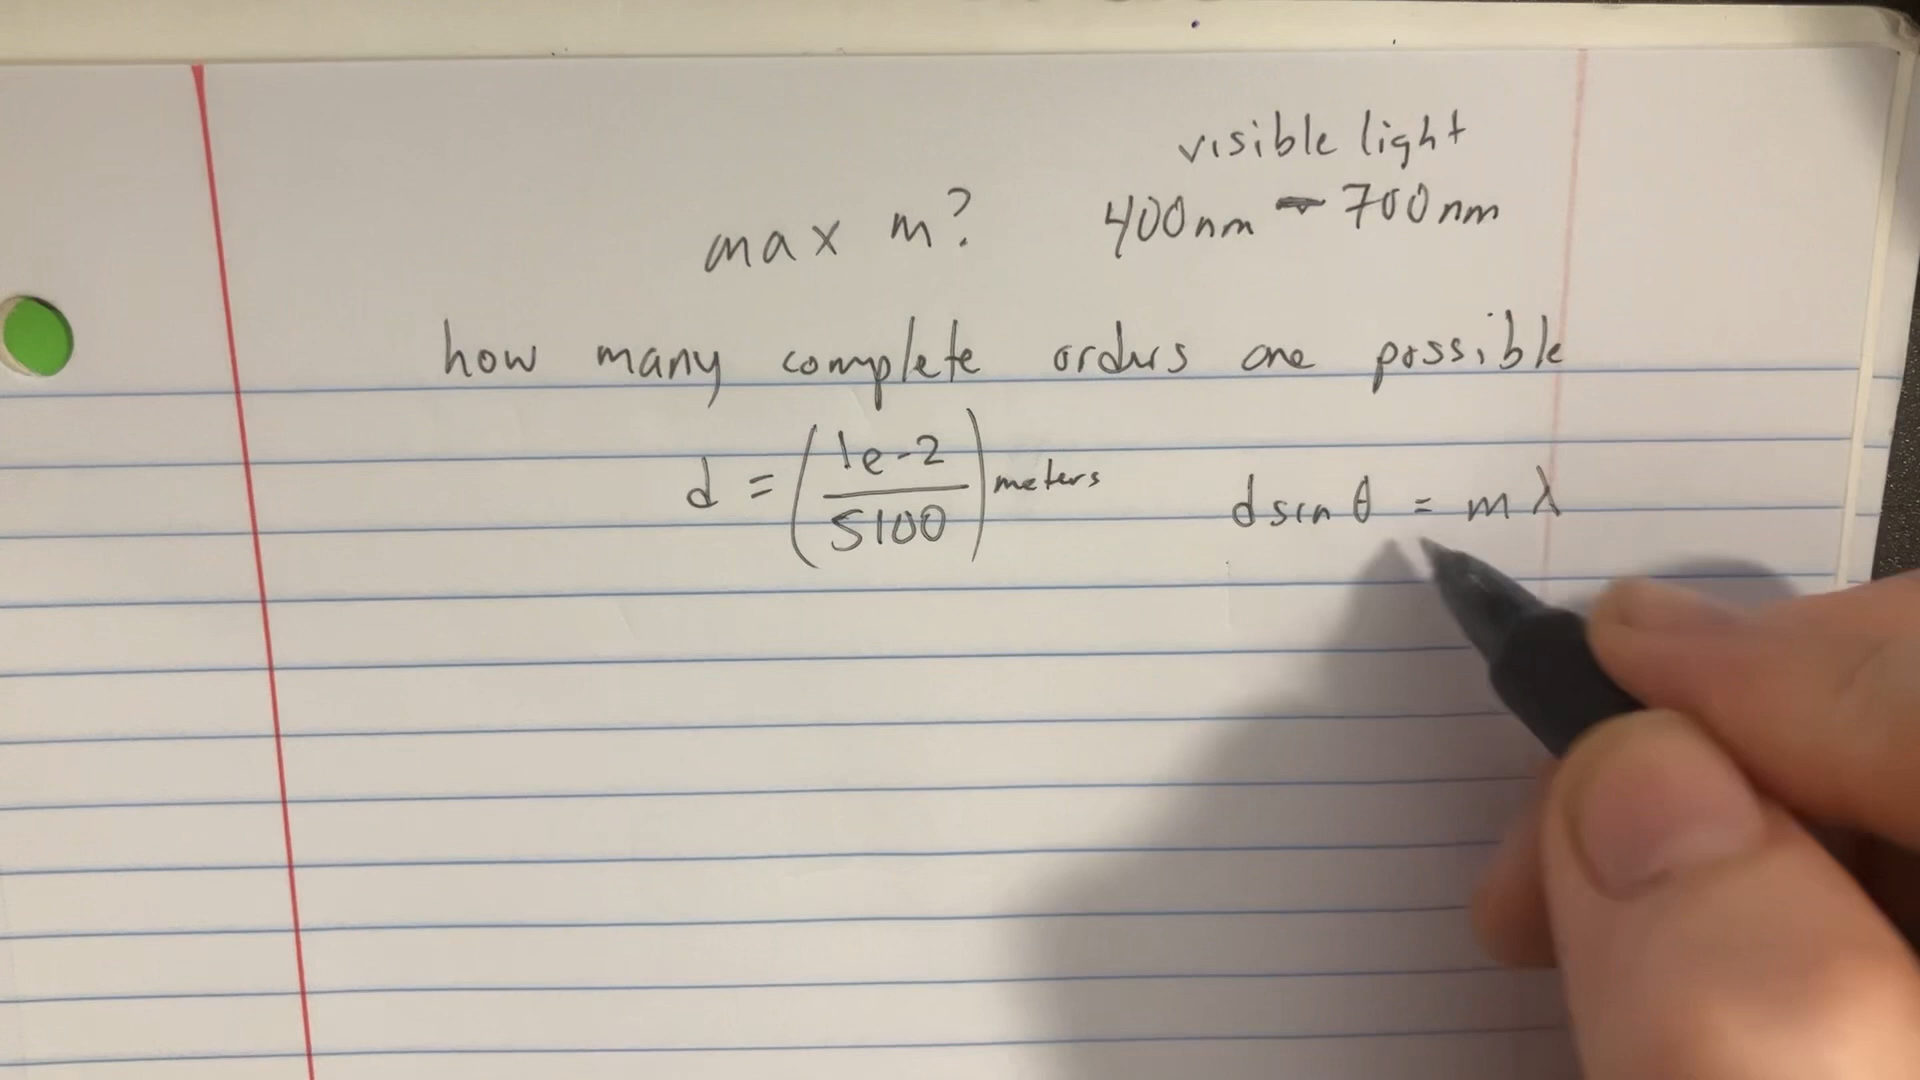 visible light
max m? 400nm - 700nm
how many complete orders are possible
d = (1e-2 / 5100) meters d sin θ = m λ